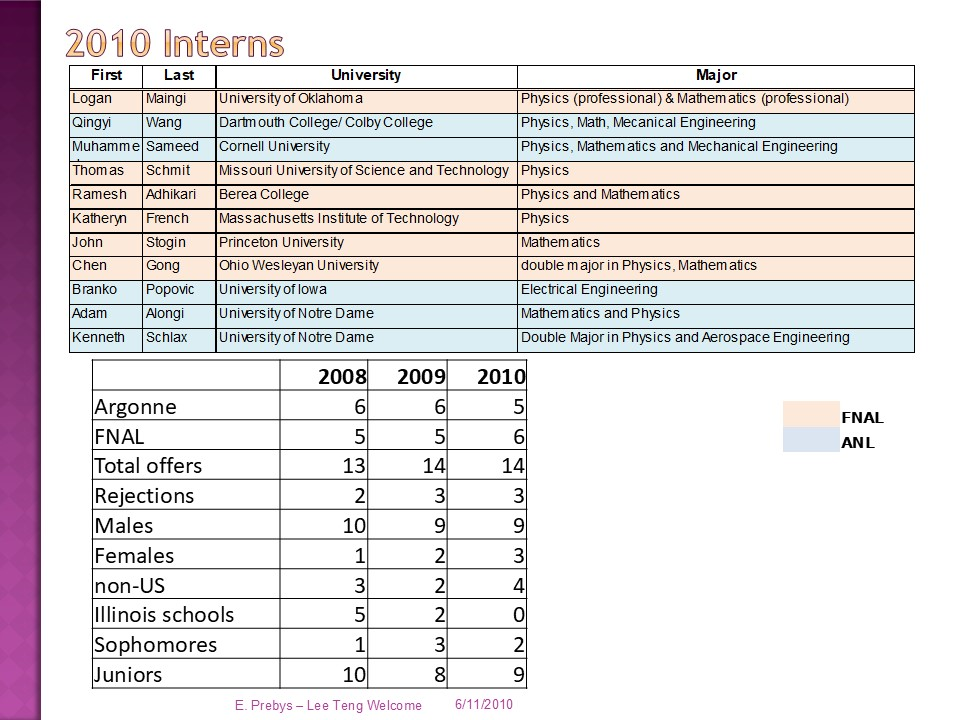 2010 Interns
First Last University Major
Logan Maingi University of Oklahoma Physics (professional) & Mathematics (professional)
Qingyi Wang Dartmouth College/ Colby College Physics, Math, Mecanical Engineering
Muhamme Sameed Cornell University Physics, Mathematics and Mechanical Engineering
Thomas Schmit Missouri University of Science and Technology Physics
Ramesh Adhikari Berea College Physics and Mathematics
Katheryn French Massachusetts Institute of Technology Physics
John Stogin Princeton University Mathematics
Chen Gong Ohio Wesleyan University double major in Physics, Mathematics
Branko Popovic University of Iowa Electrical Engineering
Adam Alongi University of Notre Dame Mathematics and Physics
Kenneth Schlax University of Notre Dame Double Major in Physics and Aerospace Engineering
2008 2009 2010
Argonne 6 6 5
FNAL 5 5 6
Total offers 13 14 14
Rejections 2 3 3
Males 10 9 9
Females 1 2 3
non-US 3 2 4
Illinois schools 5 2 0
Sophomores 1 3 2
Juniors 10 8 9
FNAL
ANL
E. Prebys – Lee Teng Welcome 6/11/2010